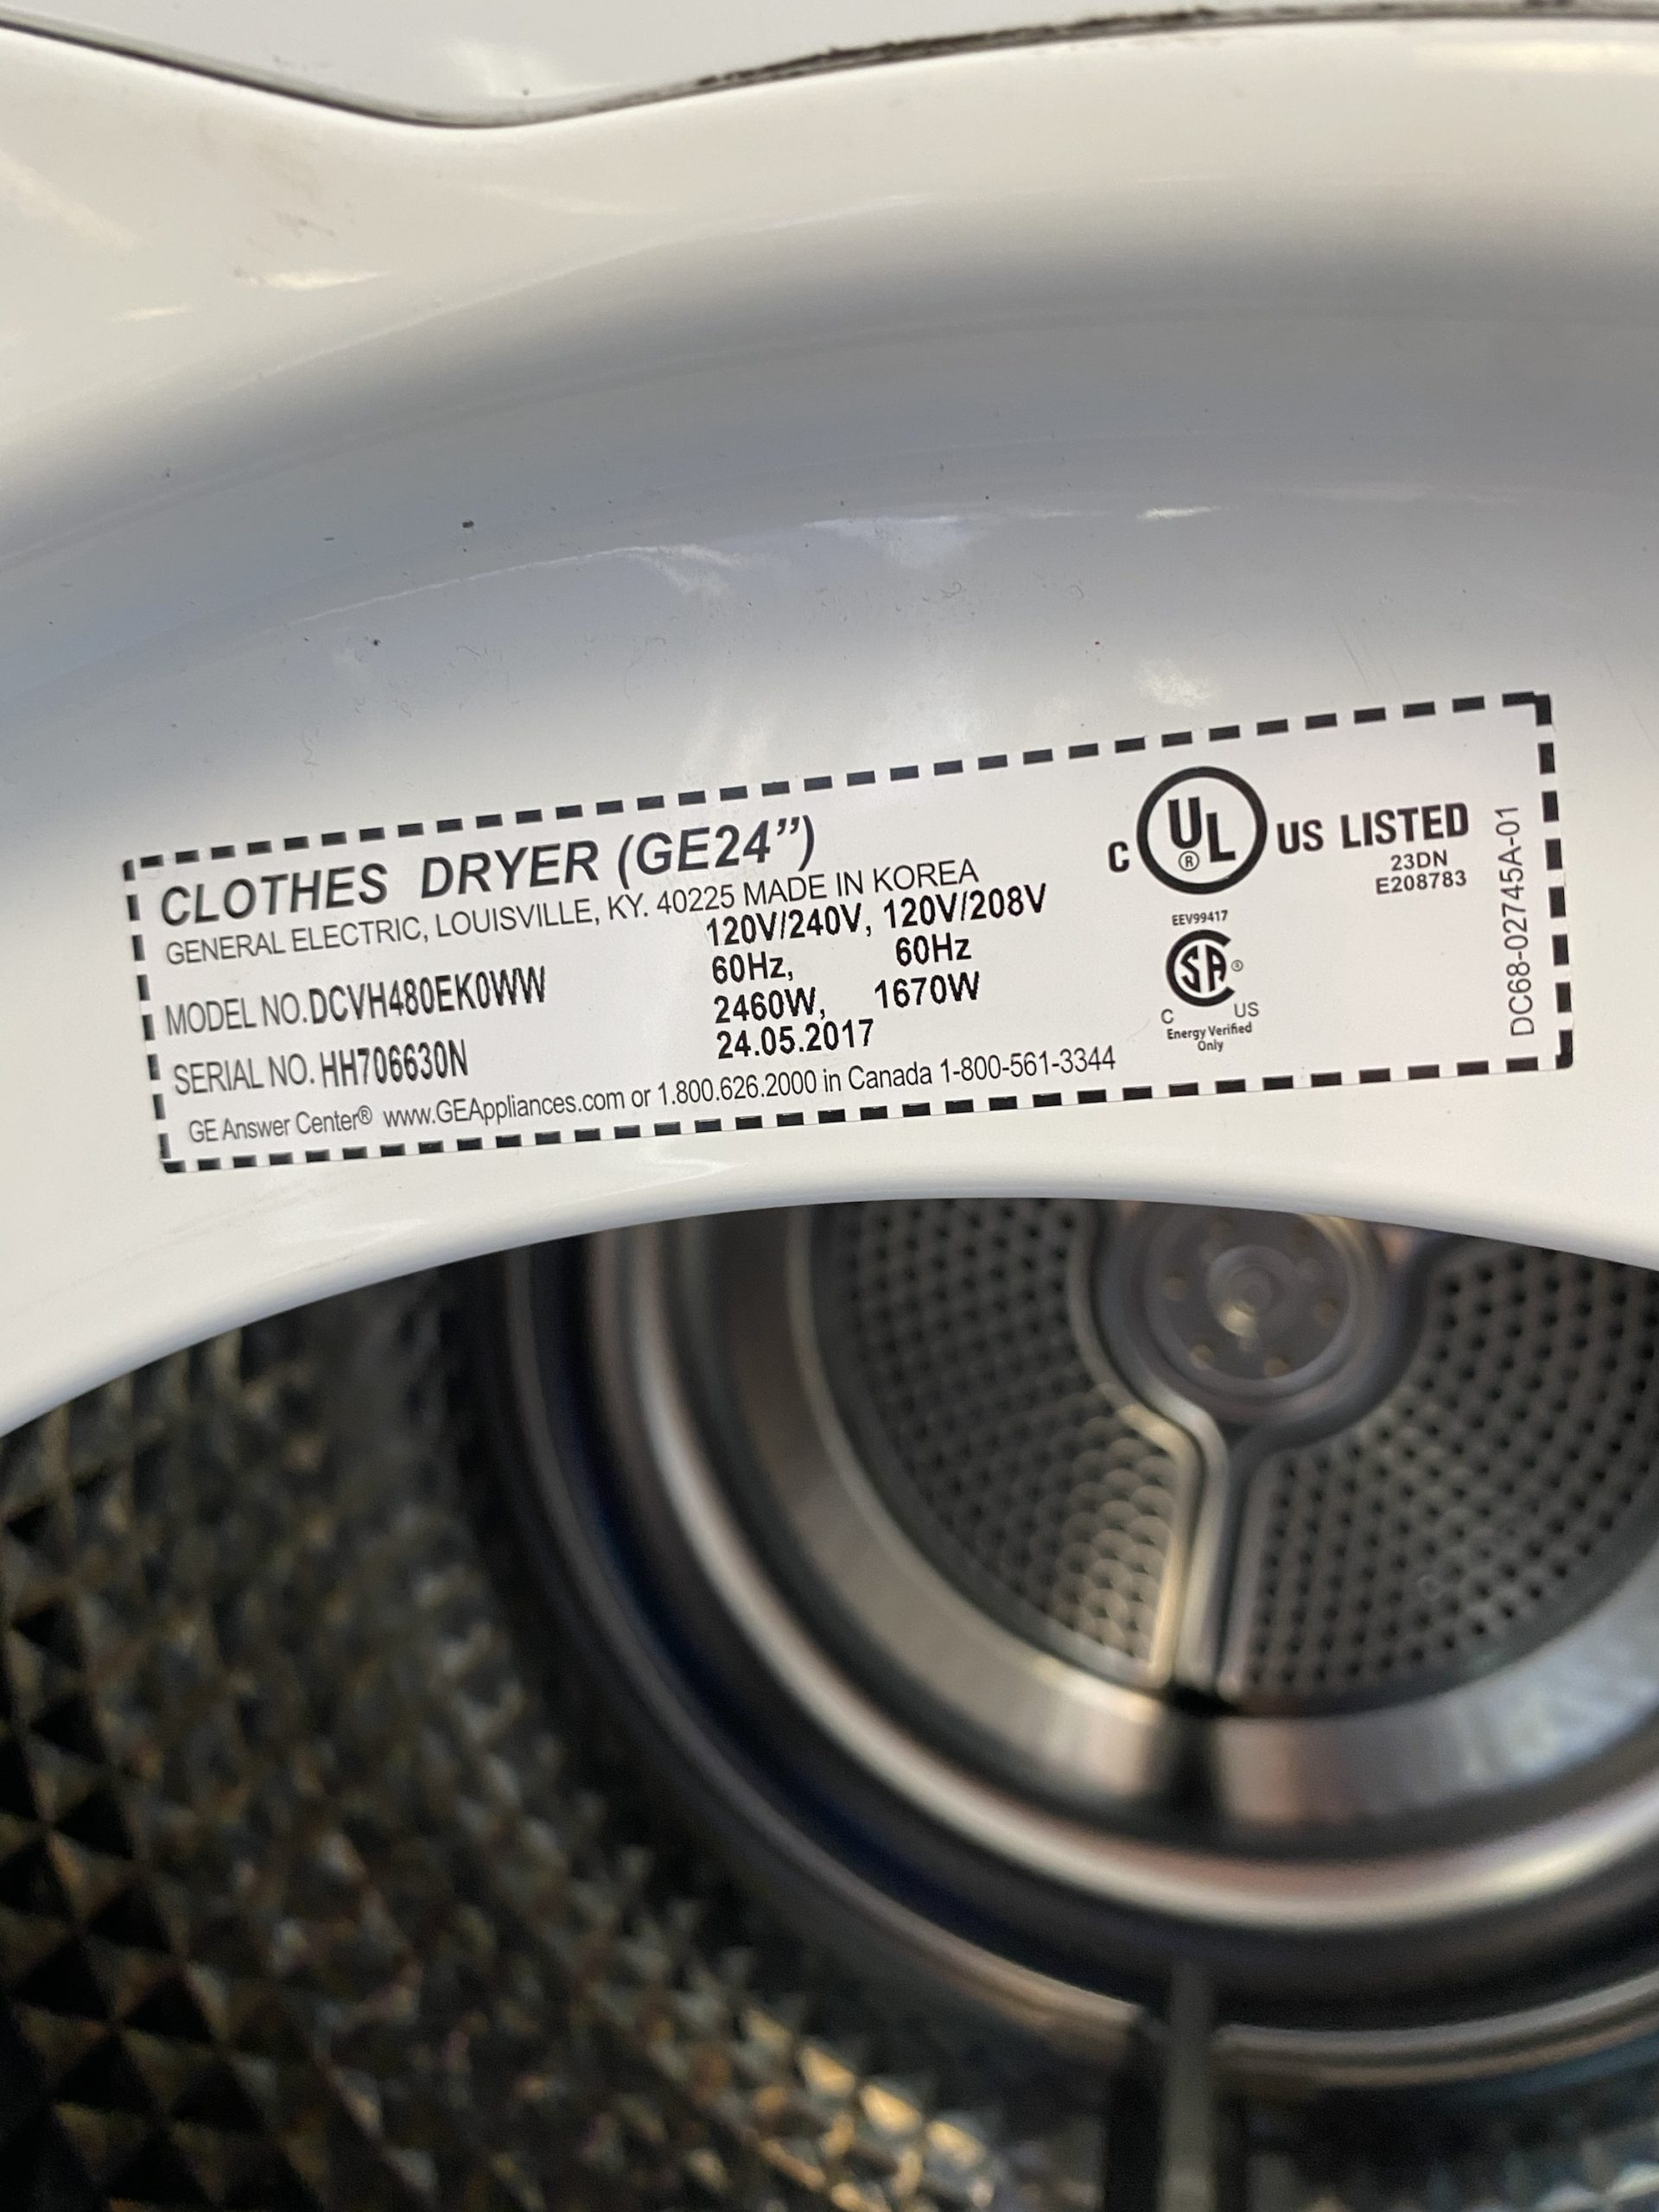 CLOTHES DRYER (GE24”)
GENERAL ELECTRIC, LOUISVILLE, KY. 40225 MADE IN KOREA
120V/240V, 120V/208V
60Hz, 60Hz
MODEL NO. DCVH480EK0WW
2460W, 1670W
24.05.2017
SERIAL NO. HH706630N
GE Answer Center® www.GEAppliances.com or 1.800.626.2000 in Canada 1-800-561-3344
C UL® US LISTED
23DN
E208783
EEV99417
SA®
C US
Energy Verified
Only
DC68-02745A-01